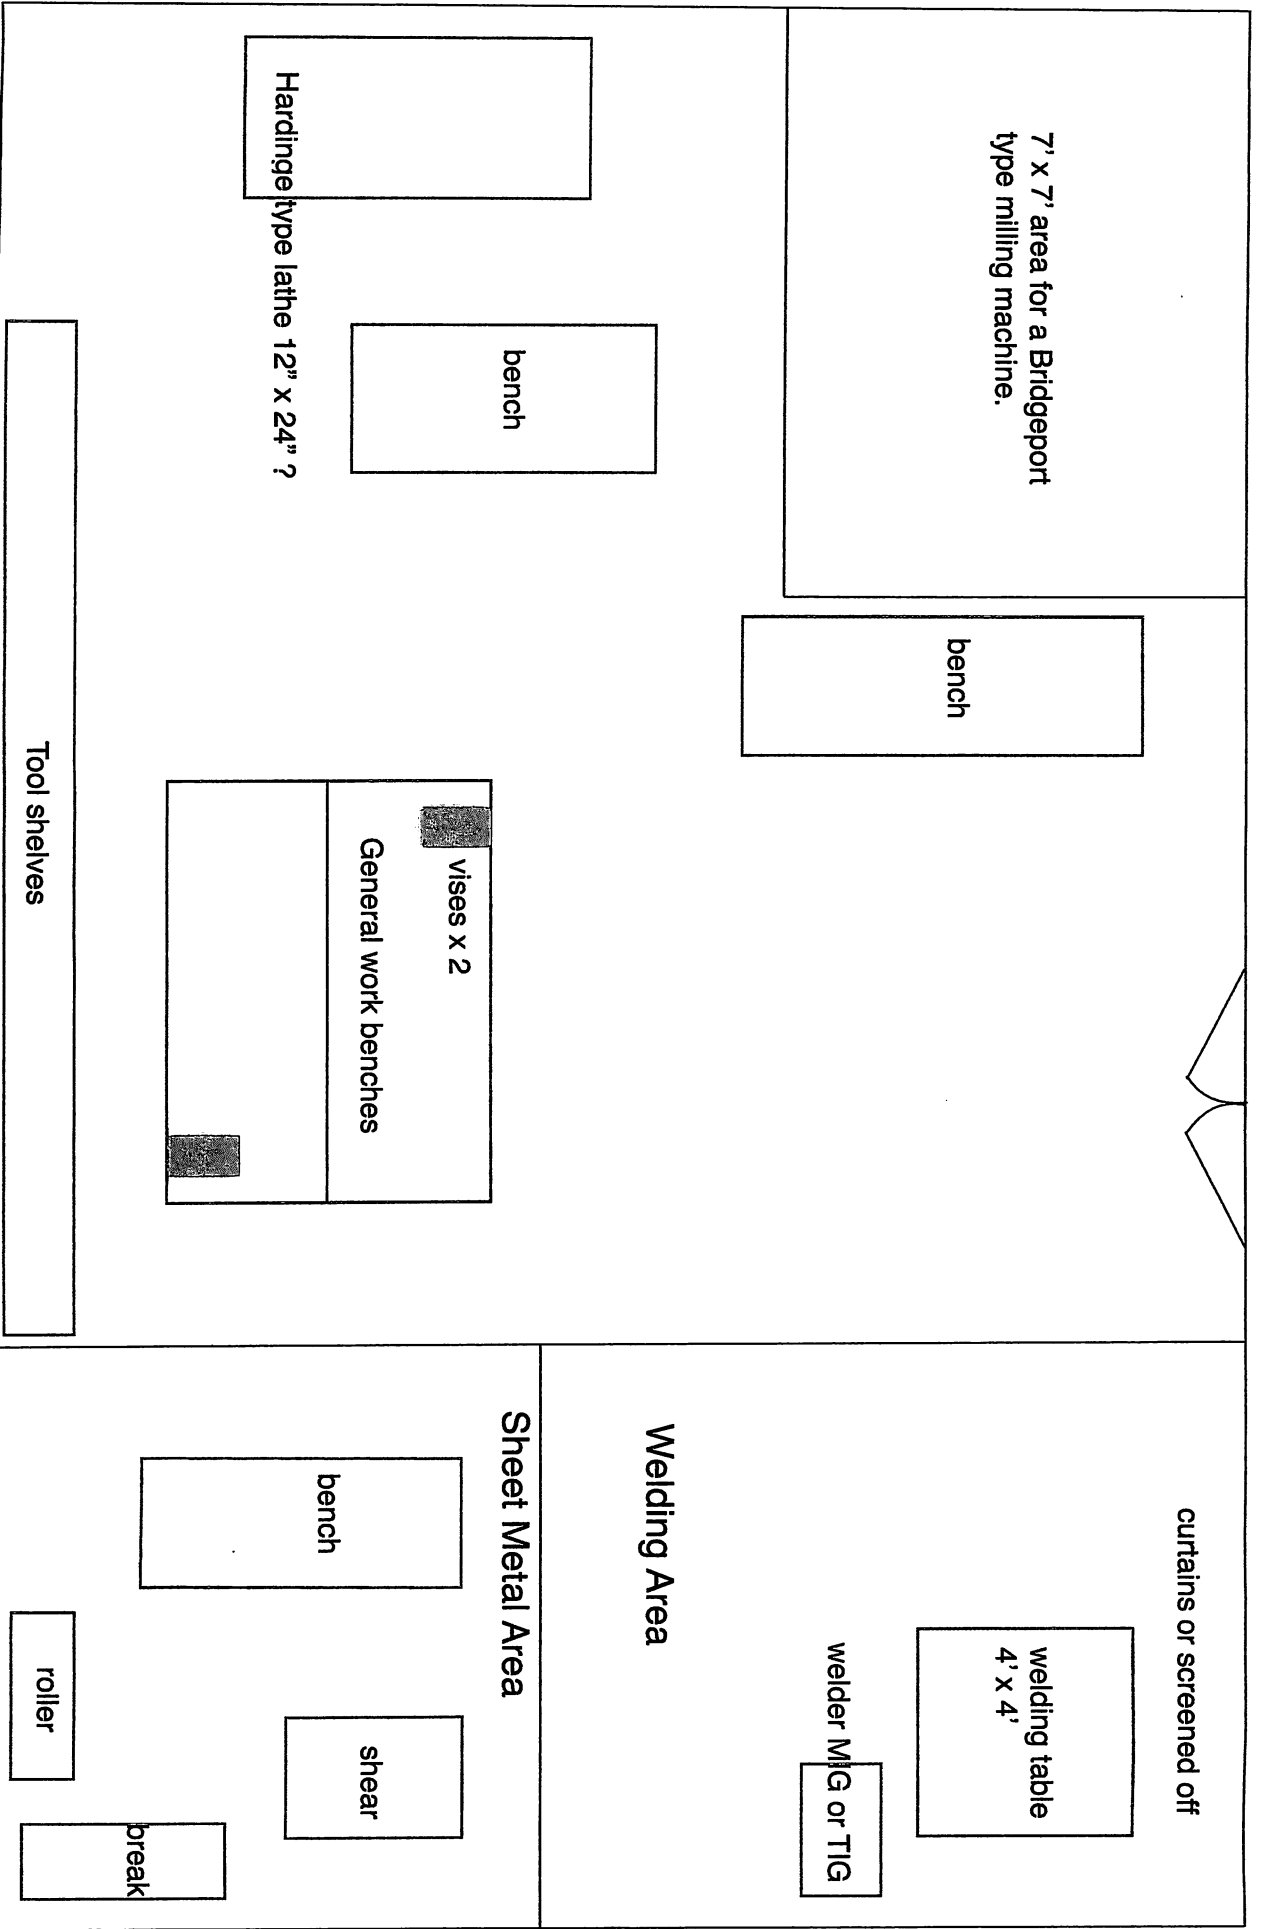 7' x 7' area for a Bridgeport
type milling machine.
curtains or screened off
welding table
4' x 4'
bench
welder MIG or TIG
Welding Area
bench
Sheet Metal Area
vises x 2
General work benches
shear
bench
Hardinge type lathe 12” x 24” ?
break
roller
Tool shelves